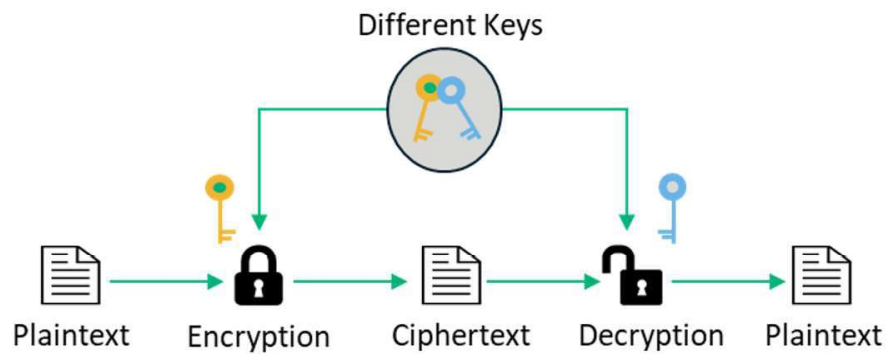 Different Keys
Plaintext
Encryption
Ciphertext
Decryption
Plaintext